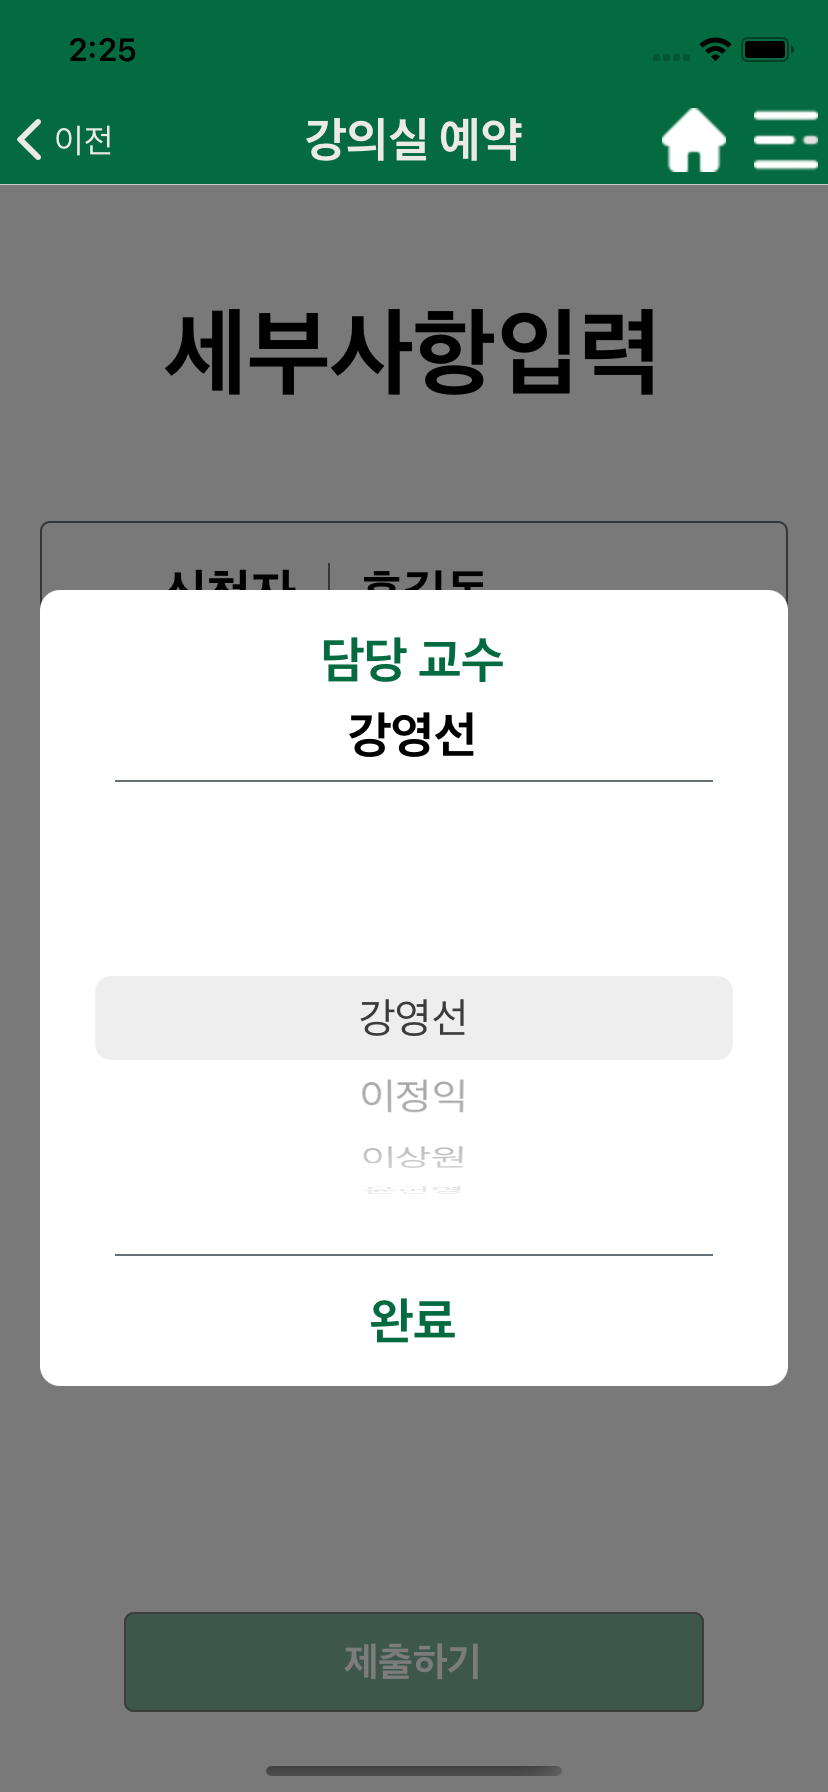 2:25
이전
강의실 예약
세부사항입력
신청자
홍길동
담당 교수
강영선
강영선
이정익
이상원
완료
제출하기